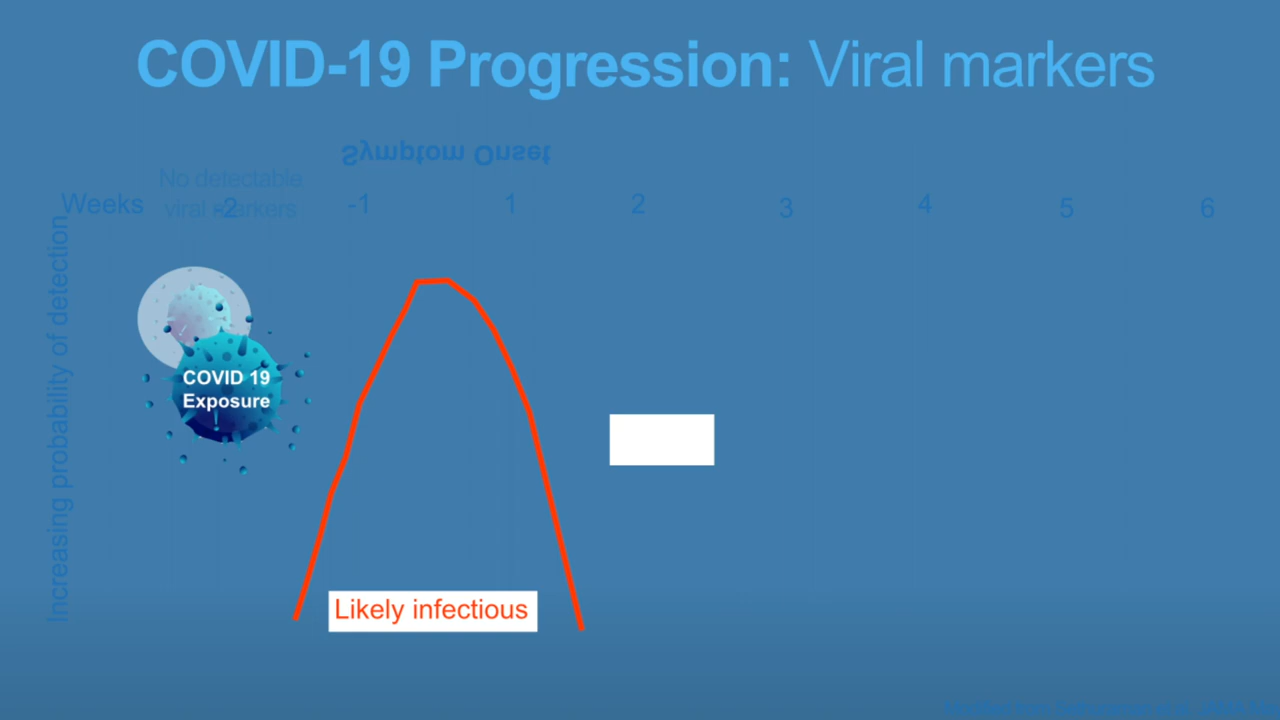 COVID-19 Progression: Viral markers
Symptom Onset
No detectable
viral markers
Weeks -2 -1 1 2 3 4 5 6
Increasing probability of detection
COVID 19
Exposure
Likely infectious